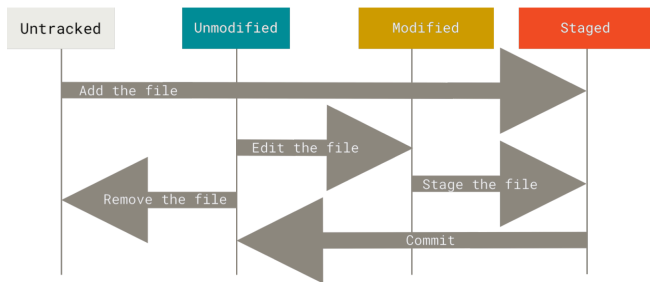 Untracked
Unmodified
Modified
Staged
Add the file
Edit the file
Stage the file
Remove the file
Commit